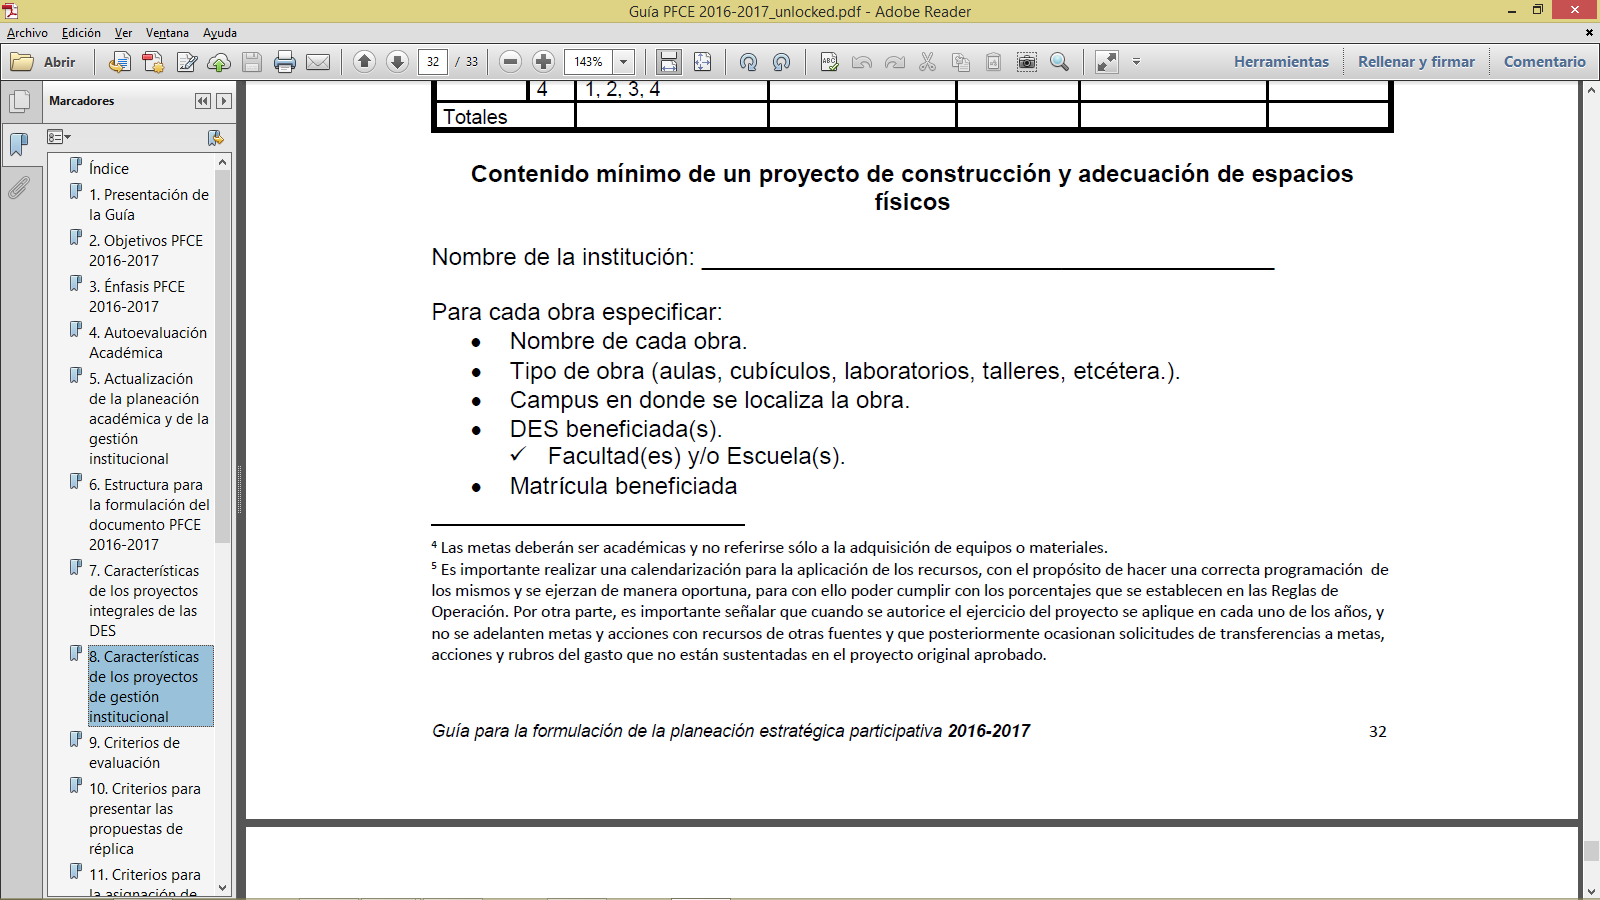 Guía PFCE 2016-2017_unlocked.pdf - Adobe Reader
Archivo Edición Ver Ventana Ayuda
Abrir 32 / 33 143% Herramientas Rellenar y firmar Comentario
Marcadores
Índice
1. Presentación de
la Guía
2. Objetivos PFCE
2016-2017
3. Énfasis PFCE
2016-2017
4. Autoevaluación
Académica
5. Actualización
de la planeación
académica y de la
gestión
institucional
6. Estructura para
la formulación del
documento PFCE
2016-2017
7. Características
de los proyectos
integrales de las
DES
8. Características
de los proyectos
de gestión
institucional
9. Criterios de
evaluación
10. Criterios para
presentar las
propuestas de
réplica
11. Criterios para
la asignación de
4 1, 2, 3, 4
Totales
Contenido mínimo de un proyecto de construcción y adecuación de espacios
físicos
Nombre de la institución: ____________________________________________
Para cada obra especificar:
• Nombre de cada obra.
• Tipo de obra (aulas, cubículos, laboratorios, talleres, etcétera.).
• Campus en donde se localiza la obra.
• DES beneficiada(s).
✓ Facultad(es) y/o Escuela(s).
• Matrícula beneficiada
4 Las metas deberán ser académicas y no referirse sólo a la adquisición de equipos o materiales.
5 Es importante realizar una calendarización para la aplicación de los recursos, con el propósito de hacer una correcta programación de
los mismos y se ejerzan de manera oportuna, para con ello poder cumplir con los porcentajes que se establecen en las Reglas de
Operación. Por otra parte, es importante señalar que cuando se autorice el ejercicio del proyecto se aplique en cada uno de los años, y
no se adelanten metas y acciones con recursos de otras fuentes y que posteriormente ocasionan solicitudes de transferencias a metas,
acciones y rubros del gasto que no están sustentadas en el proyecto original aprobado.
Guía para la formulación de la planeación estratégica participativa 2016-2017 32